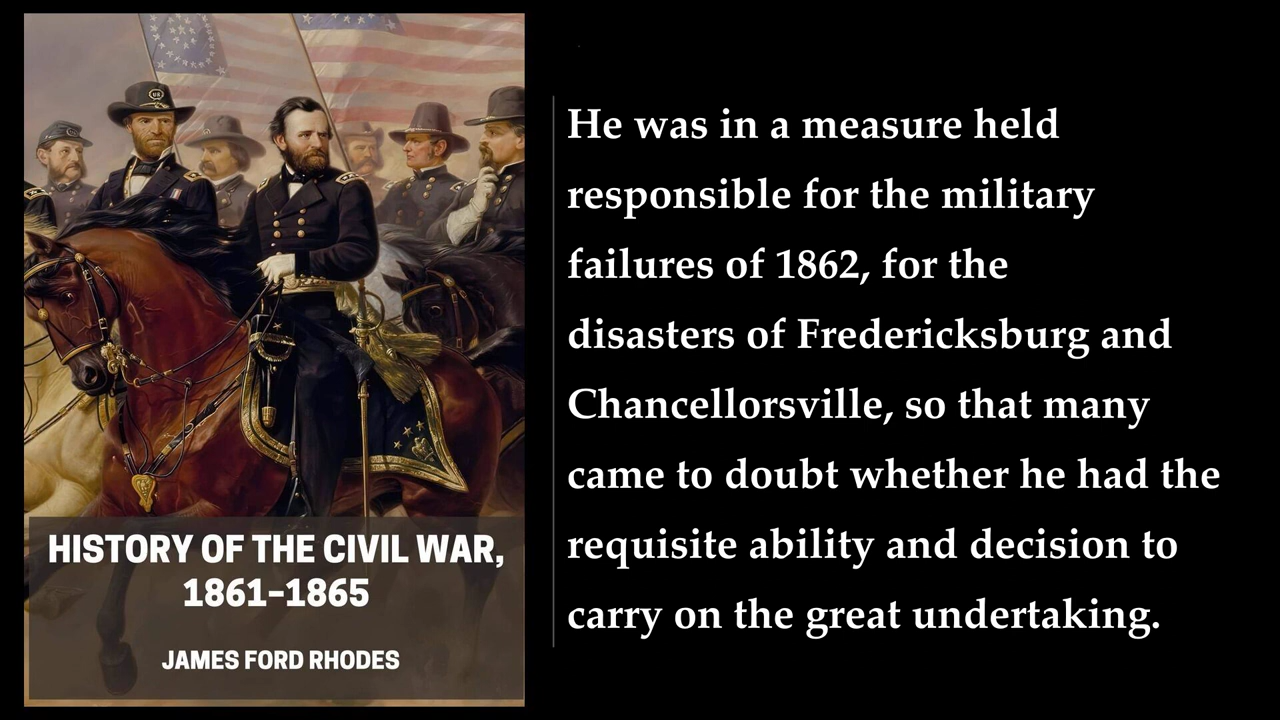 HISTORY OF THE CIVIL WAR,
1861–1865
JAMES FORD RHODES
He was in a measure held
responsible for the military
failures of 1862, for the
disasters of Fredericksburg and
Chancellorsville, so that many
came to doubt whether he had the
requisite ability and decision to
carry on the great undertaking.